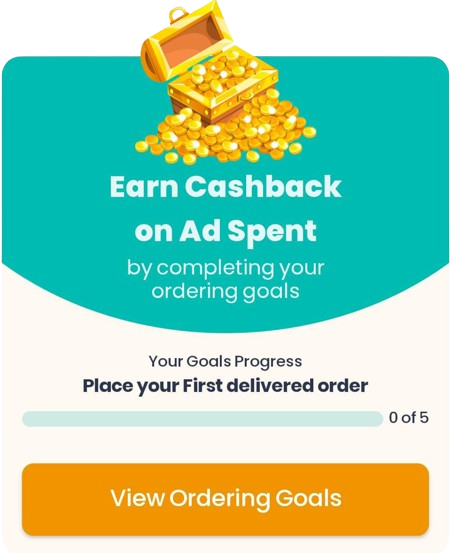 Earn Cashback
on Ad Spent
by completing your
ordering goals
Your Goals Progress
Place your First delivered order
0 of 5
View Ordering Goals